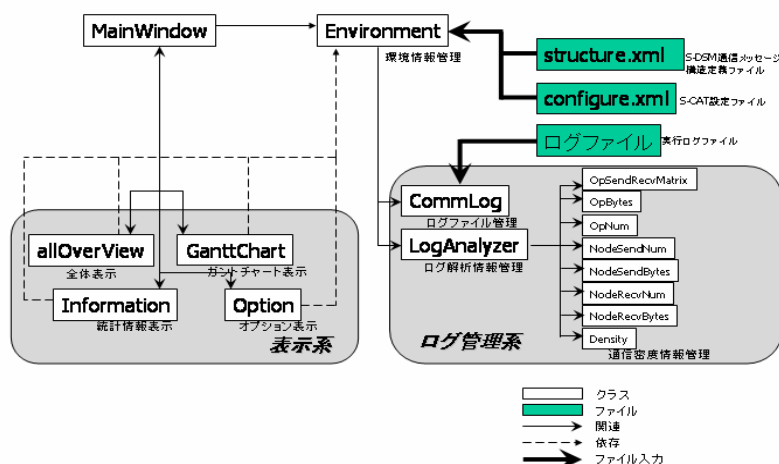 MainWindow
Environment
環境情報管理
structure.xml
S-DSM通信メッセージ
構造定義ファイル
configure.xml
S-CAT設定ファイル
ログファイル
実行ログファイル
CommLog
ログファイル管理
LogAnalyzer
ログ解析情報管理
OpSendRecvMatrix
OpBytes
OpNum
NodeSendNum
NodeSendBytes
NodeRecvNum
NodeRecvBytes
Density
通信密度情報管理
ログ管理系
allOverView
全体表示
GanttChart
ガントチャート表示
Information
統計情報表示
Option
オプション表示
表示系
クラス
ファイル
関連
依存
ファイル入力